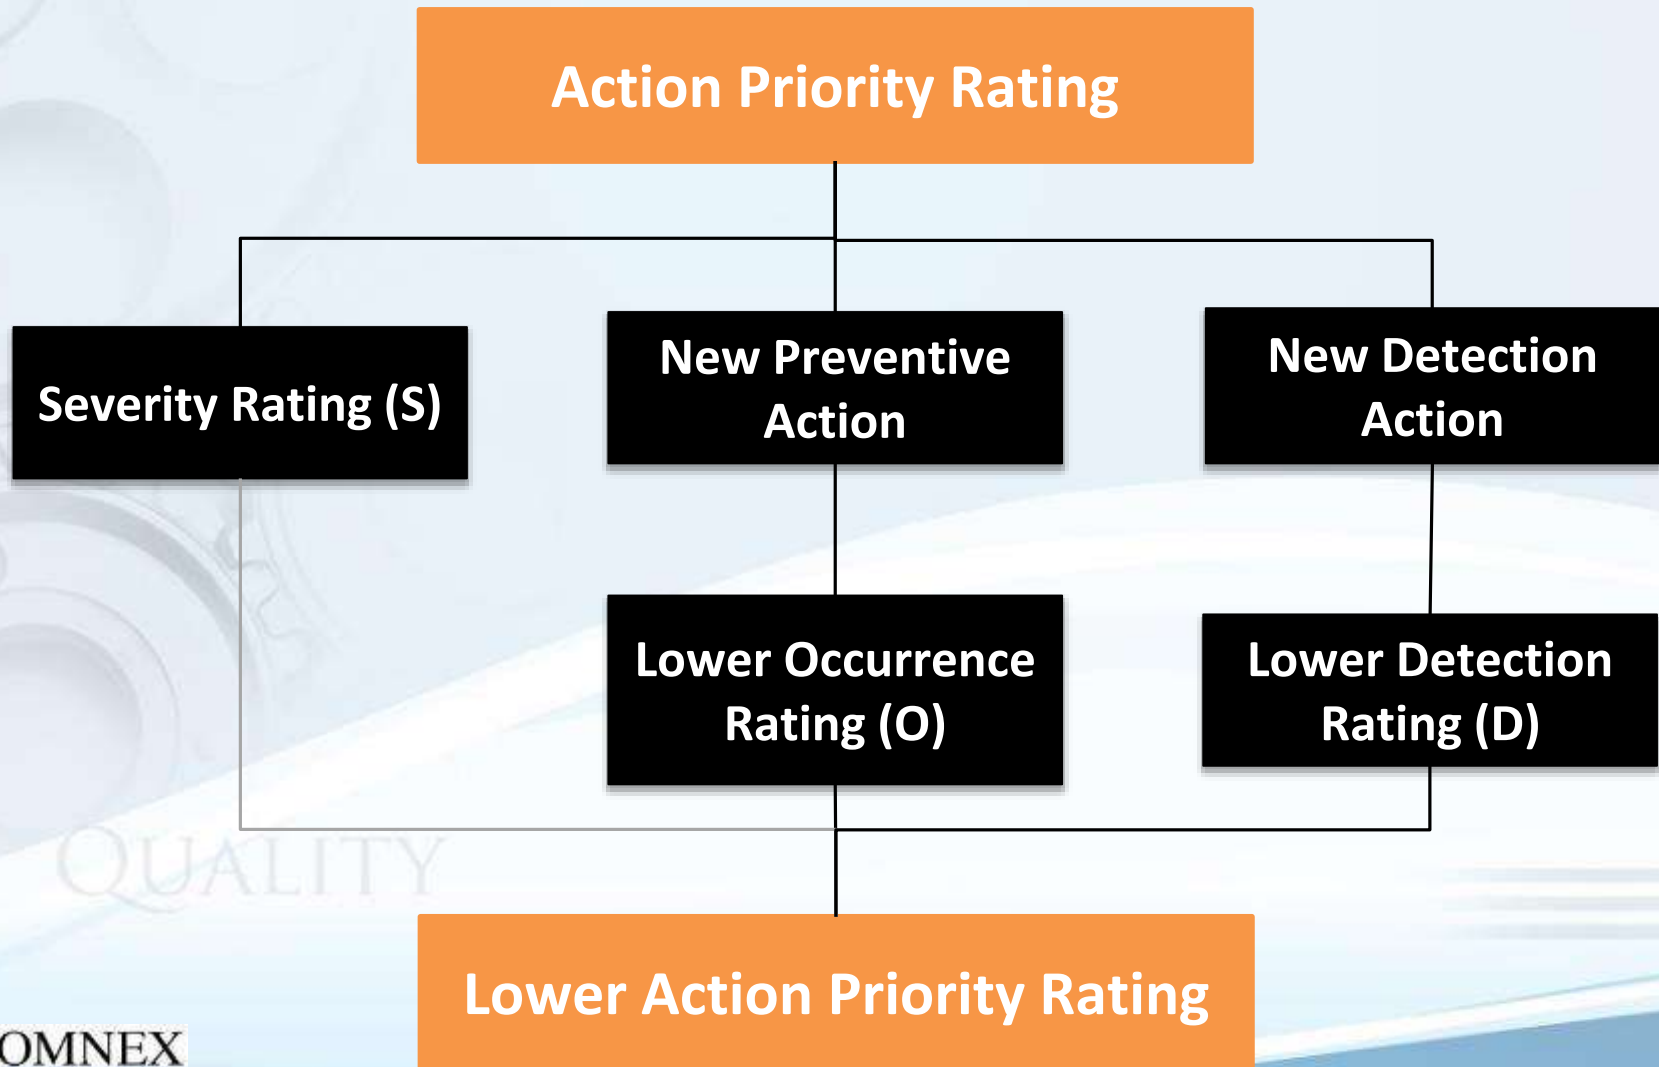 Action Priority Rating
Severity Rating (S)
New Preventive
Action
New Detection
Action
Lower Occurrence
Rating (O)
Lower Detection
Rating (D)
QUALITY
Lower Action Priority Rating
OMNEX